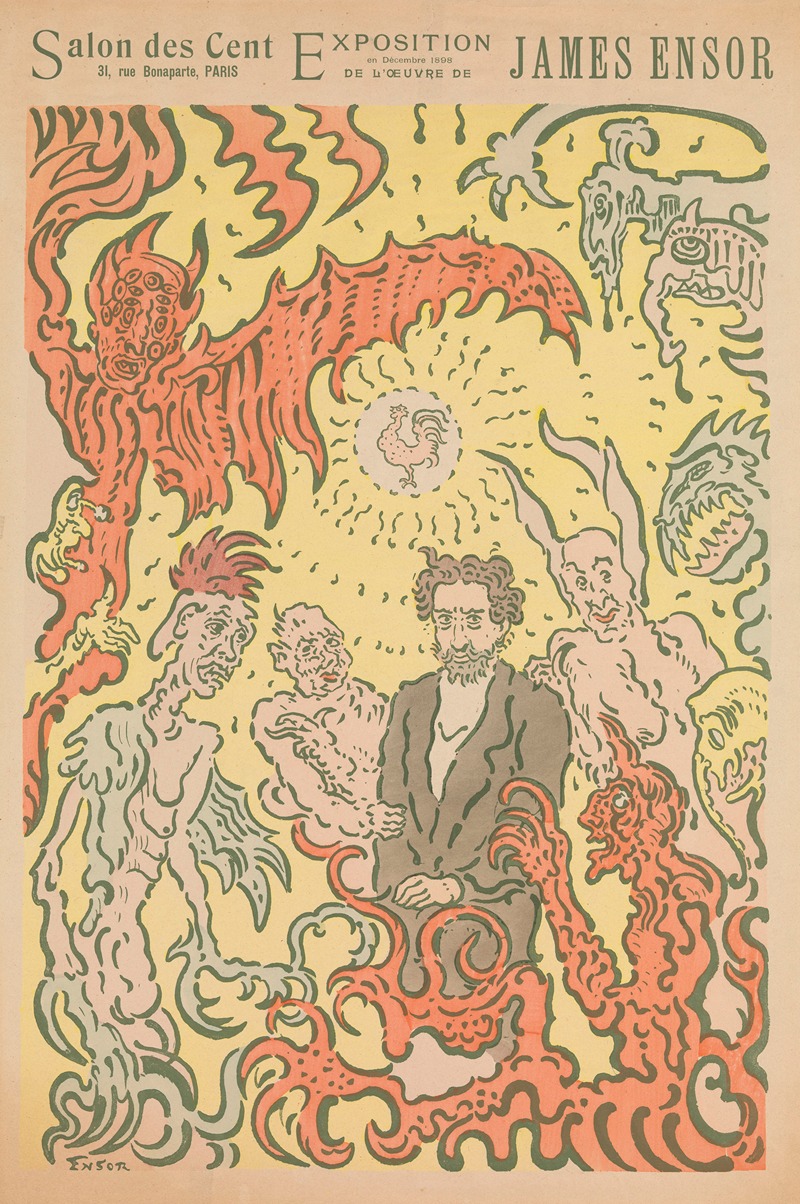 Salon des Cent
31, rue Bonaparte, PARIS
EXPOSITION
en Décembre 1898
DE L'ŒUVRE DE
JAMES ENSOR
ENSOR